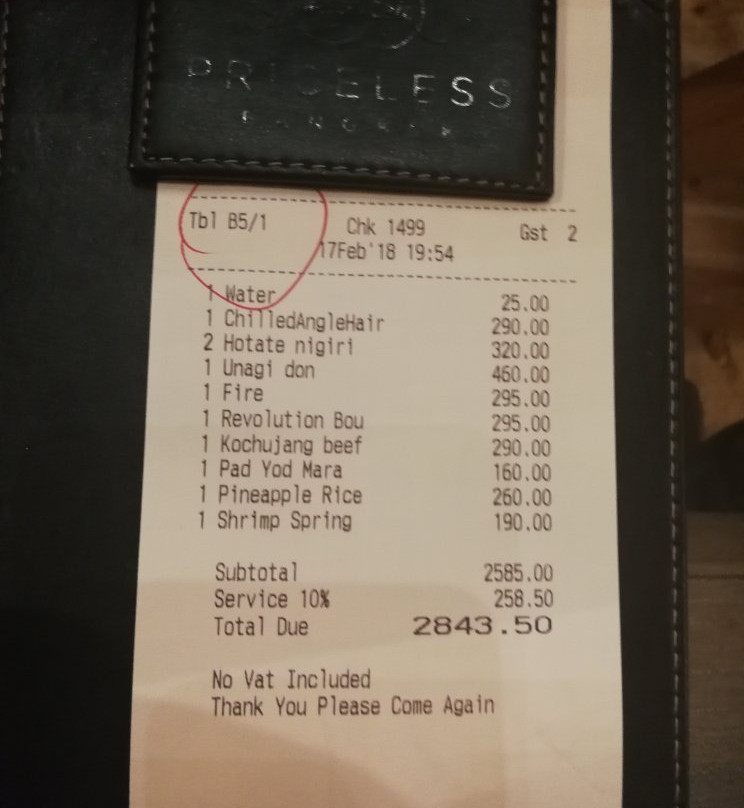 PRICELESS
BANGKOK
Tbl B5/1 Chk 1499 Gst 2
17Feb'18 19:54
1 Water 25.00
1 ChilledAngleHair 290.00
2 Hotate nigiri 320.00
1 Unagi don 460.00
1 Fire 295.00
1 Revolution Bou 295.00
1 Kochujang beef 290.00
1 Pad Yod Mara 160.00
1 Pineapple Rice 260.00
1 Shrimp Spring 190.00
Subtotal 2585.00
Service 10% 258.50
Total Due 2843.50
No Vat Included
Thank You Please Come Again